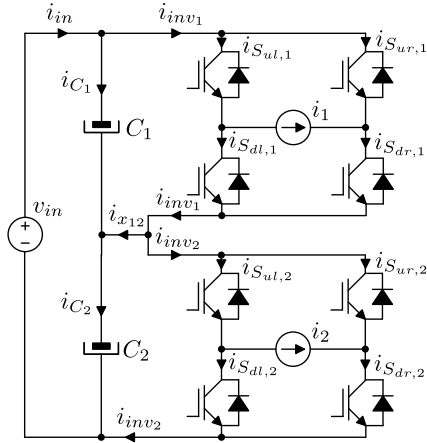 i_{in} i_{inv_1}
i_{S_{ul,1}} i_{S_{ur,1}}
i_{C_1}
C_1 i_1
i_{S_{dl,1}} i_{S_{dr,1}}
i_{inv_1}
v_{in} i_{x_{12}}
+
−
i_{inv_2}
i_{S_{ul,2}} i_{S_{ur,2}}
i_{C_2}
C_2 i_2
i_{S_{dl,2}} i_{S_{dr,2}}
i_{inv_2}